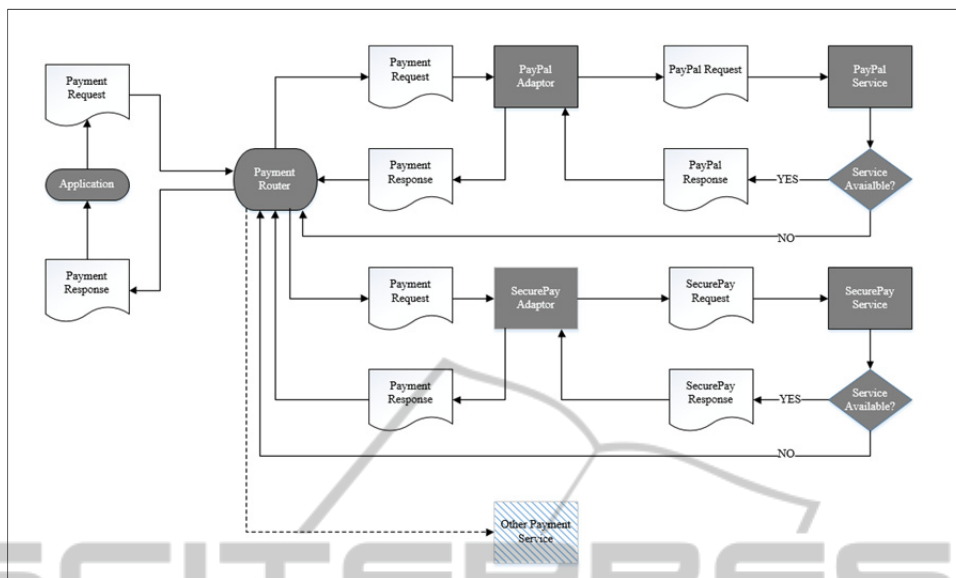 Payment
Request
Application
Payment
Response
Payment
Router
Payment
Request
PayPal
Adaptor
PayPal Request
PayPal
Service
Payment
Response
PayPal
Response
YES
Service
Avaialble?
NO
Payment
Request
SecurePay
Adaptor
SecurePay
Request
SecurePay
Service
Payment
Response
SecurePay
Response
YES
Service
Available?
NO
Other Payment
Service
SCITEPRESS